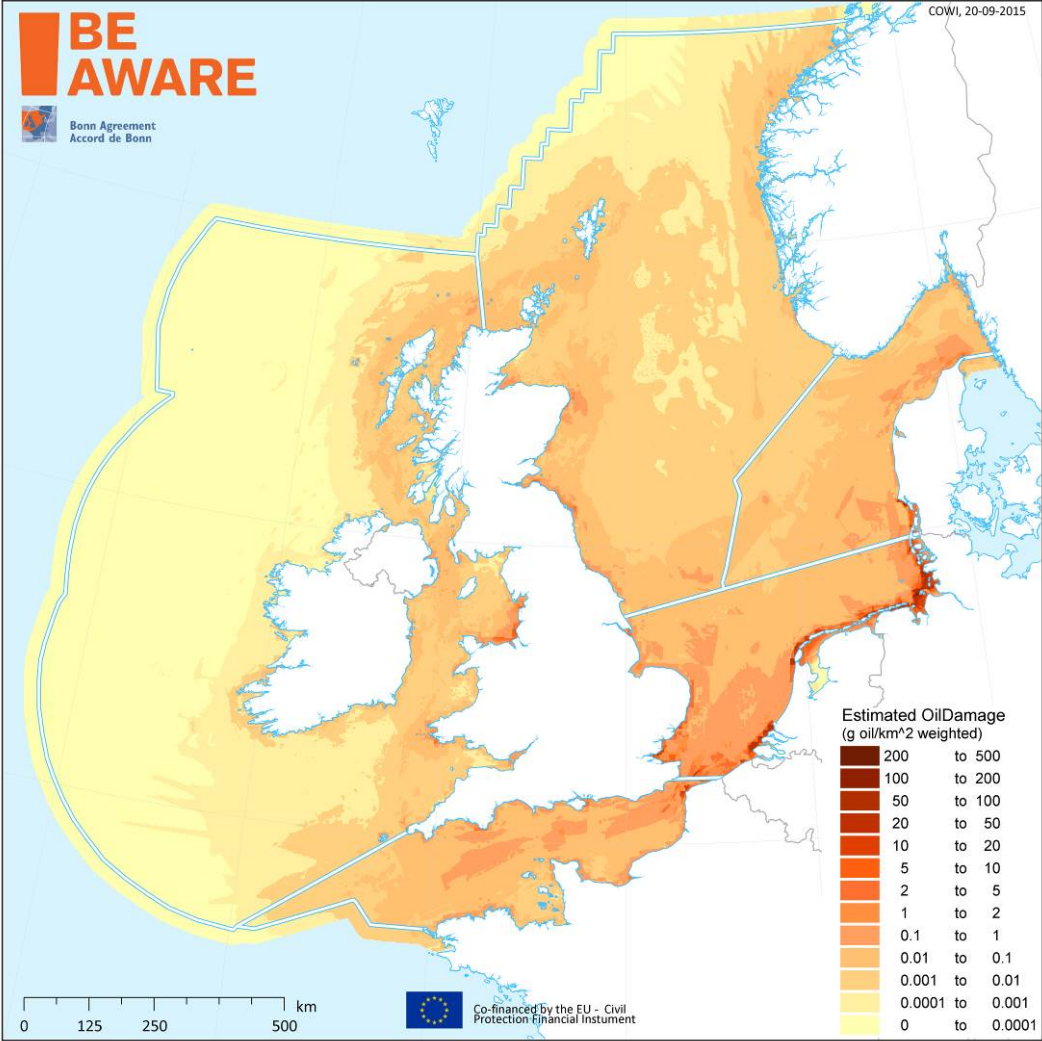 COWI, 20-09-2015
BE
AWARE
Bonn Agreement
Accord de Bonn
Estimated OilDamage
(g oil/km^2 weighted)
200 to 500
100 to 200
50 to 100
20 to 50
10 to 20
5 to 10
2 to 5
1 to 2
0.1 to 1
0.01 to 0.1
0.001 to 0.01
0.0001 to 0.001
0 to 0.0001
km
0 125 250 500
Co-financed by the EU - Civil
Protection Financial Instument